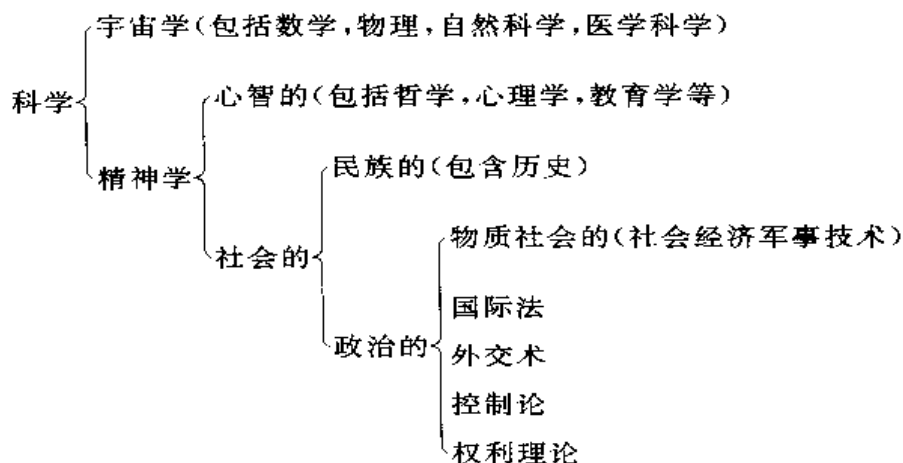 宇宙学(包括数学,物理,自然科学,医学科学)
科学
心智的(包括哲学,心理学,教育学等)
精神学
民族的(包含历史)
社会的
物质社会的(社会经济军事技术)
国际法
政治的
外交术
控制论
权利理论